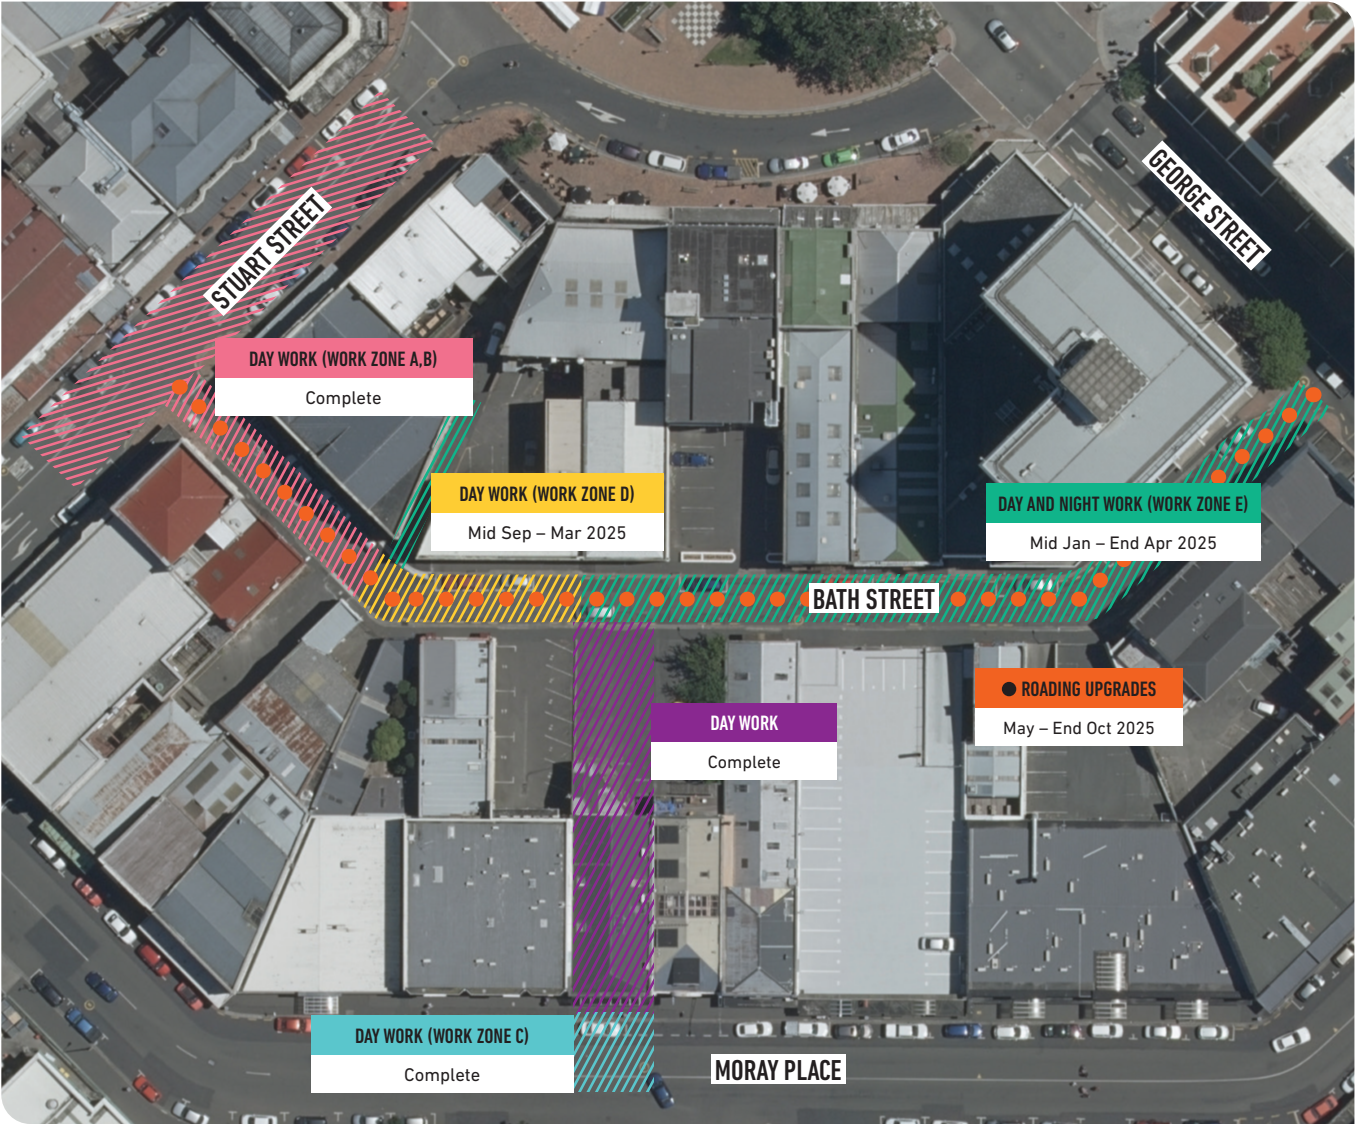 GEORGE STREET
STUART STREET
DAY WORK (WORK ZONE A,B)
Complete
DAY WORK (WORK ZONE D)
Mid Sep – Mar 2025
DAY AND NIGHT WORK (WORK ZONE E)
Mid Jan – End Apr 2025
BATH STREET
● ROADING UPGRADES
May – End Oct 2025
DAY WORK
Complete
DAY WORK (WORK ZONE C)
Complete
MORAY PLACE